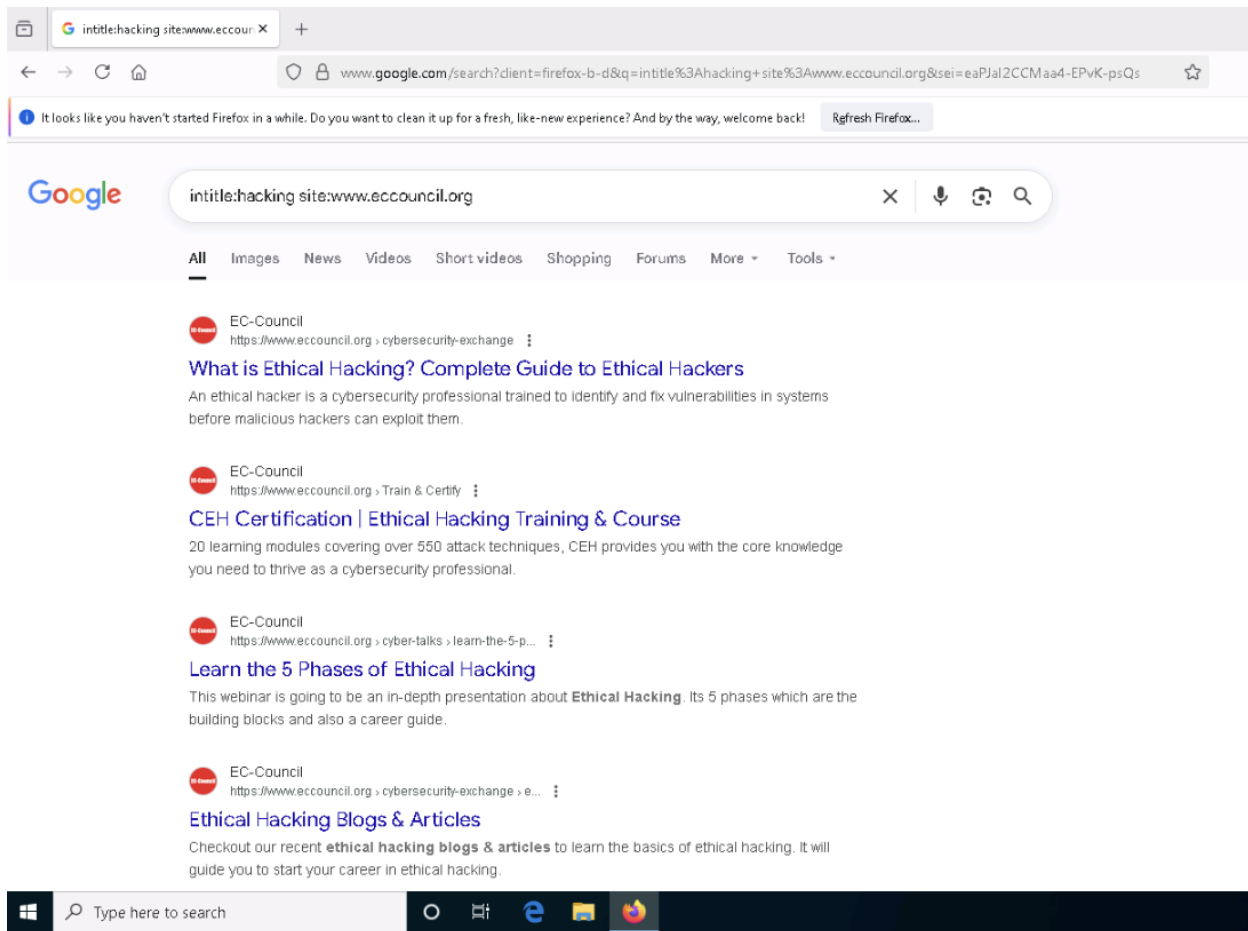 intitle:hacking site:www.eccoun
www.google.com/search?client=firefox-b-d&q=intitle%3Ahacking+site%3Awww.eccouncil.org&sei=eaPJaI2CCMaa4-EPvK-psQs
It looks like you haven't started Firefox in a while. Do you want to clean it up for a fresh, like-new experience? And by the way, welcome back! Refresh Firefox...
Google
intitle:hacking site:www.eccouncil.org
All Images News Videos Short videos Shopping Forums More Tools
EC-Council
https://www.eccouncil.org › cybersecurity-exchange
What is Ethical Hacking? Complete Guide to Ethical Hackers
An ethical hacker is a cybersecurity professional trained to identify and fix vulnerabilities in systems
before malicious hackers can exploit them.
EC-Council
https://www.eccouncil.org › Train & Certify
CEH Certification | Ethical Hacking Training & Course
20 learning modules covering over 550 attack techniques, CEH provides you with the core knowledge
you need to thrive as a cybersecurity professional.
EC-Council
https://www.eccouncil.org › cyber-talks › learn-the-5-p...
Learn the 5 Phases of Ethical Hacking
This webinar is going to be an in-depth presentation about Ethical Hacking. Its 5 phases which are the
building blocks and also a career guide.
EC-Council
https://www.eccouncil.org › cybersecurity-exchange › e...
Ethical Hacking Blogs & Articles
Checkout our recent ethical hacking blogs & articles to learn the basics of ethical hacking. It will
guide you to start your career in ethical hacking.
Type here to search